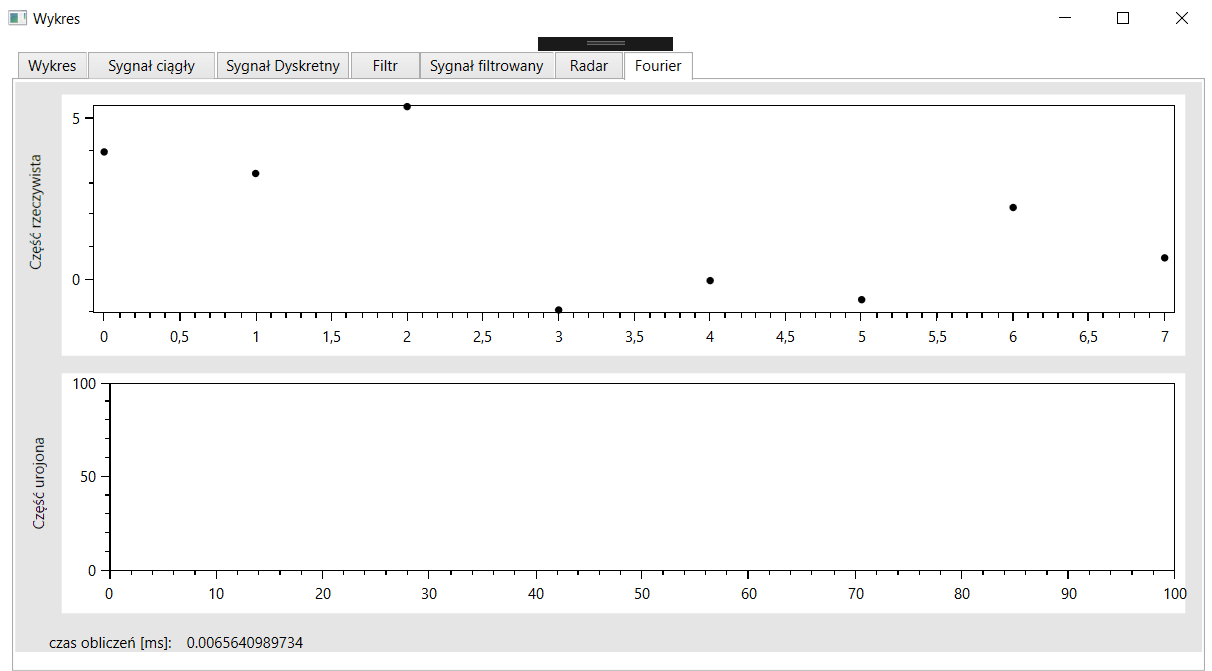 Wykres
Wykres Sygnał ciągły Sygnał Dyskretny Filtr Sygnał filtrowany Radar Fourier
Część rzeczywista
5
0
0 0,5 1 1,5 2 2,5 3 3,5 4 4,5 5 5,5 6 6,5 7
Część urojona
100
50
0
0 10 20 30 40 50 60 70 80 90 100
czas obliczeń [ms]: 0.0065640989734